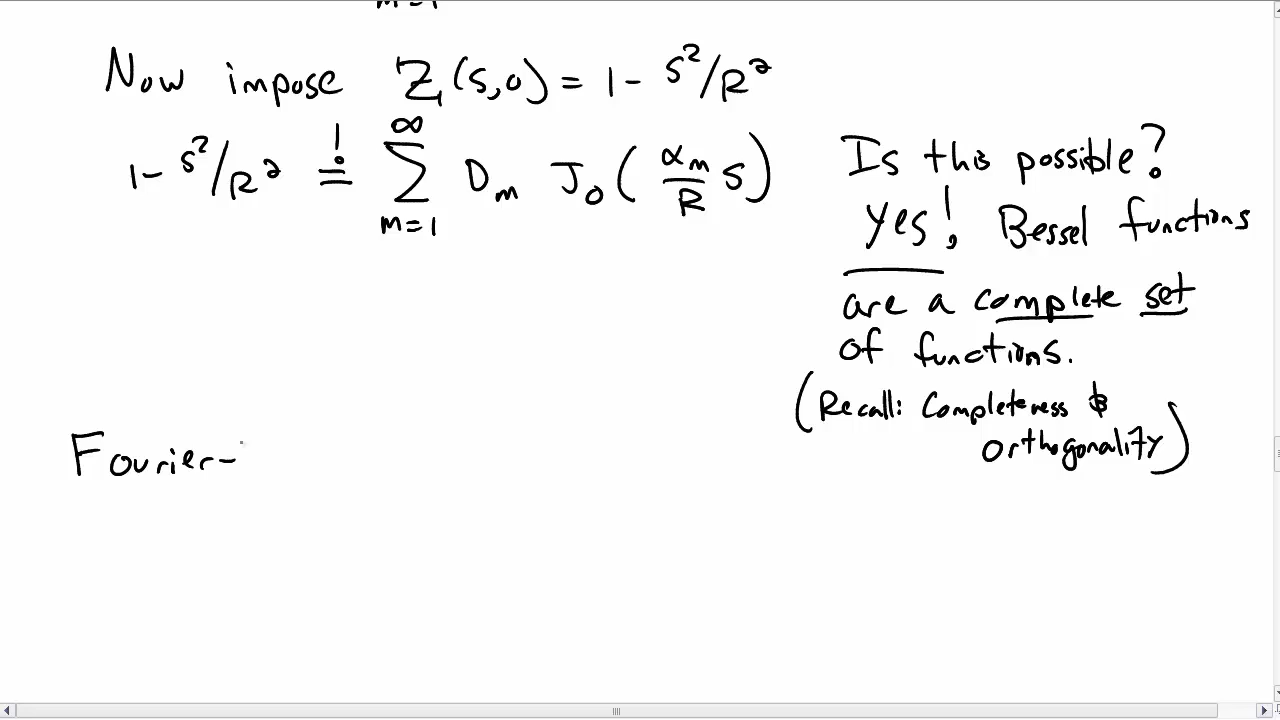 m=1
Now impose Z(s,0) = 1 - s²/R²
1 - s²/R² ≐! ∑_{m=1}^{∞} D_m J_0(α_m/R s)
Is this possible?
Yes! Bessel functions
are a complete set
of functions.
(Recall: Completeness &
Orthogonality)
Fourier-